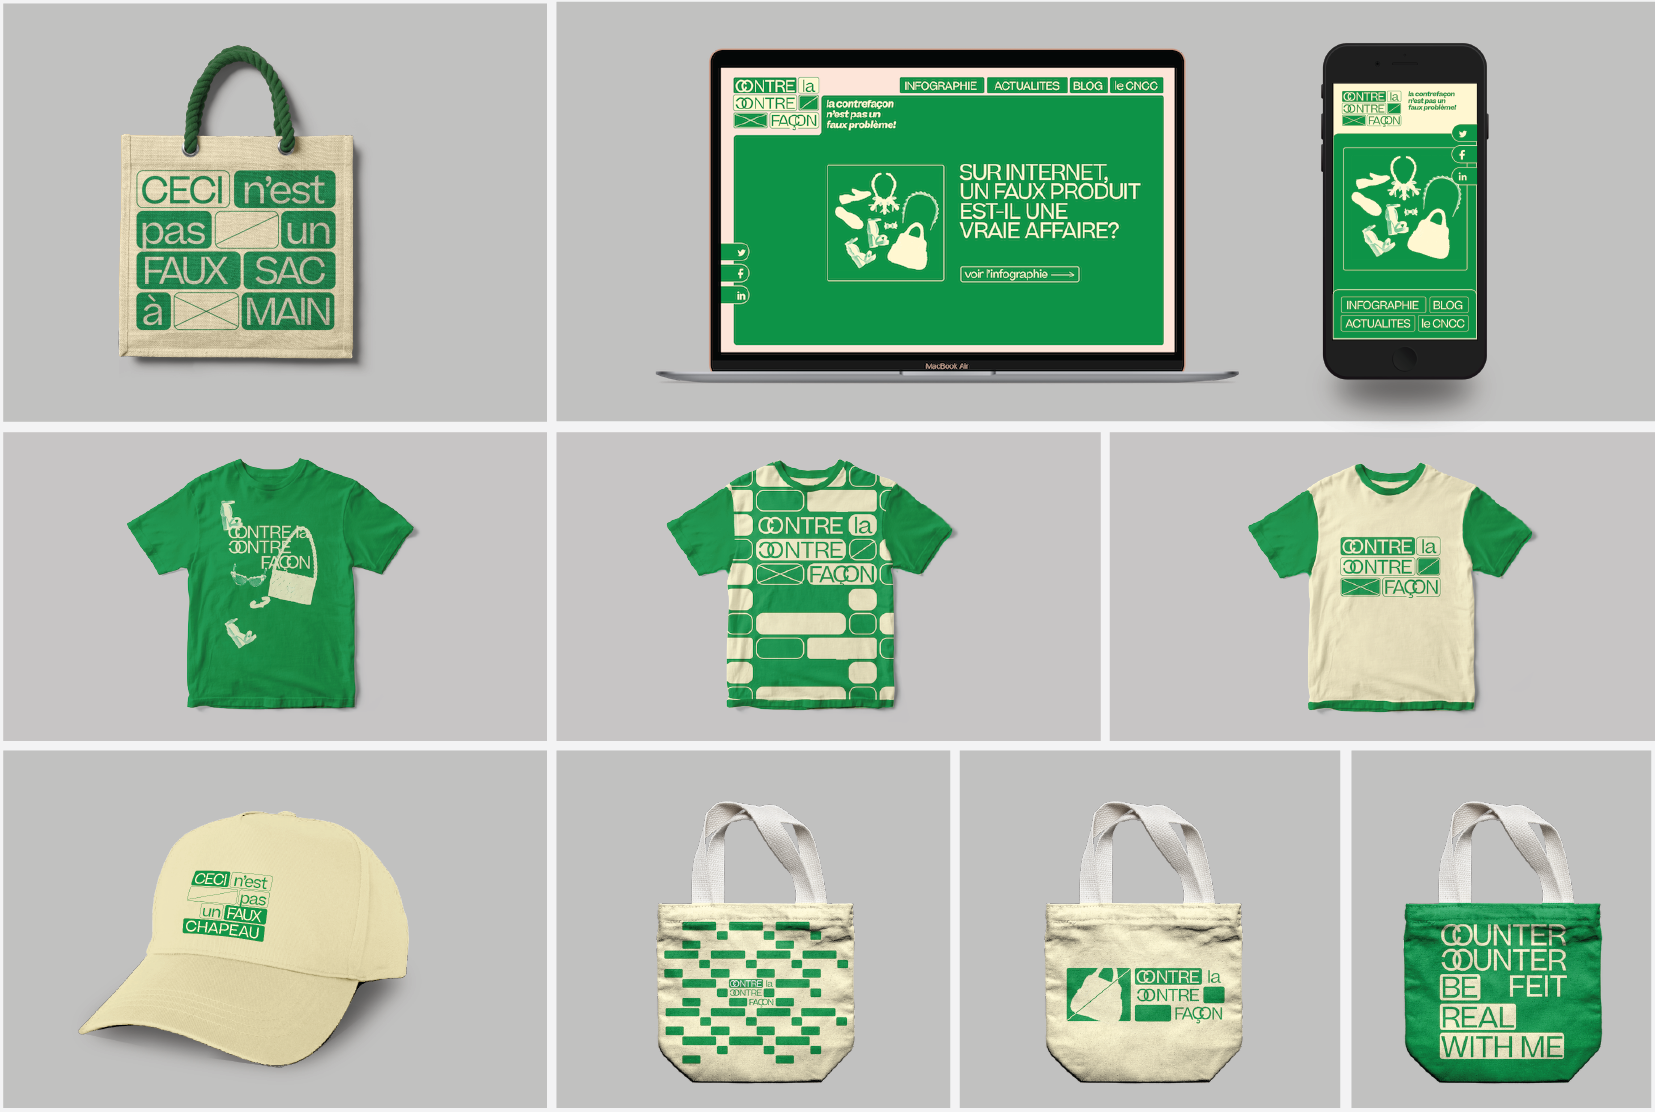 CECI n'est
pas un
FAUX SAC
à MAIN
CONTRE la
CONTRE
FAÇON
la contrefaçon
n'est pas un
faux problème!
INFOGRAPHIE ACTUALITES BLOG le CNCC
SUR INTERNET,
UN FAUX PRODUIT
EST-IL UNE
VRAIE AFFAIRE?
voir l'infographie
MacBook Air
CONTRE la
CONTRE
FAÇON
la contrefaçon
n'est pas un
faux problème!
INFOGRAPHIE BLOG
ACTUALITES le CNCC
CONTRE la
CONTRE
FAÇON
CONTRE la
CONTRE
FAÇON
CONTRE la
CONTRE
FAÇON
CECI n'est
pas
un FAUX
CHAPEAU
CONTRE la
CONTRE
FAÇON
CONTRE la
CONTRE
FAÇON
COUNTER
COUNTER
BE FEIT
REAL
WITH ME